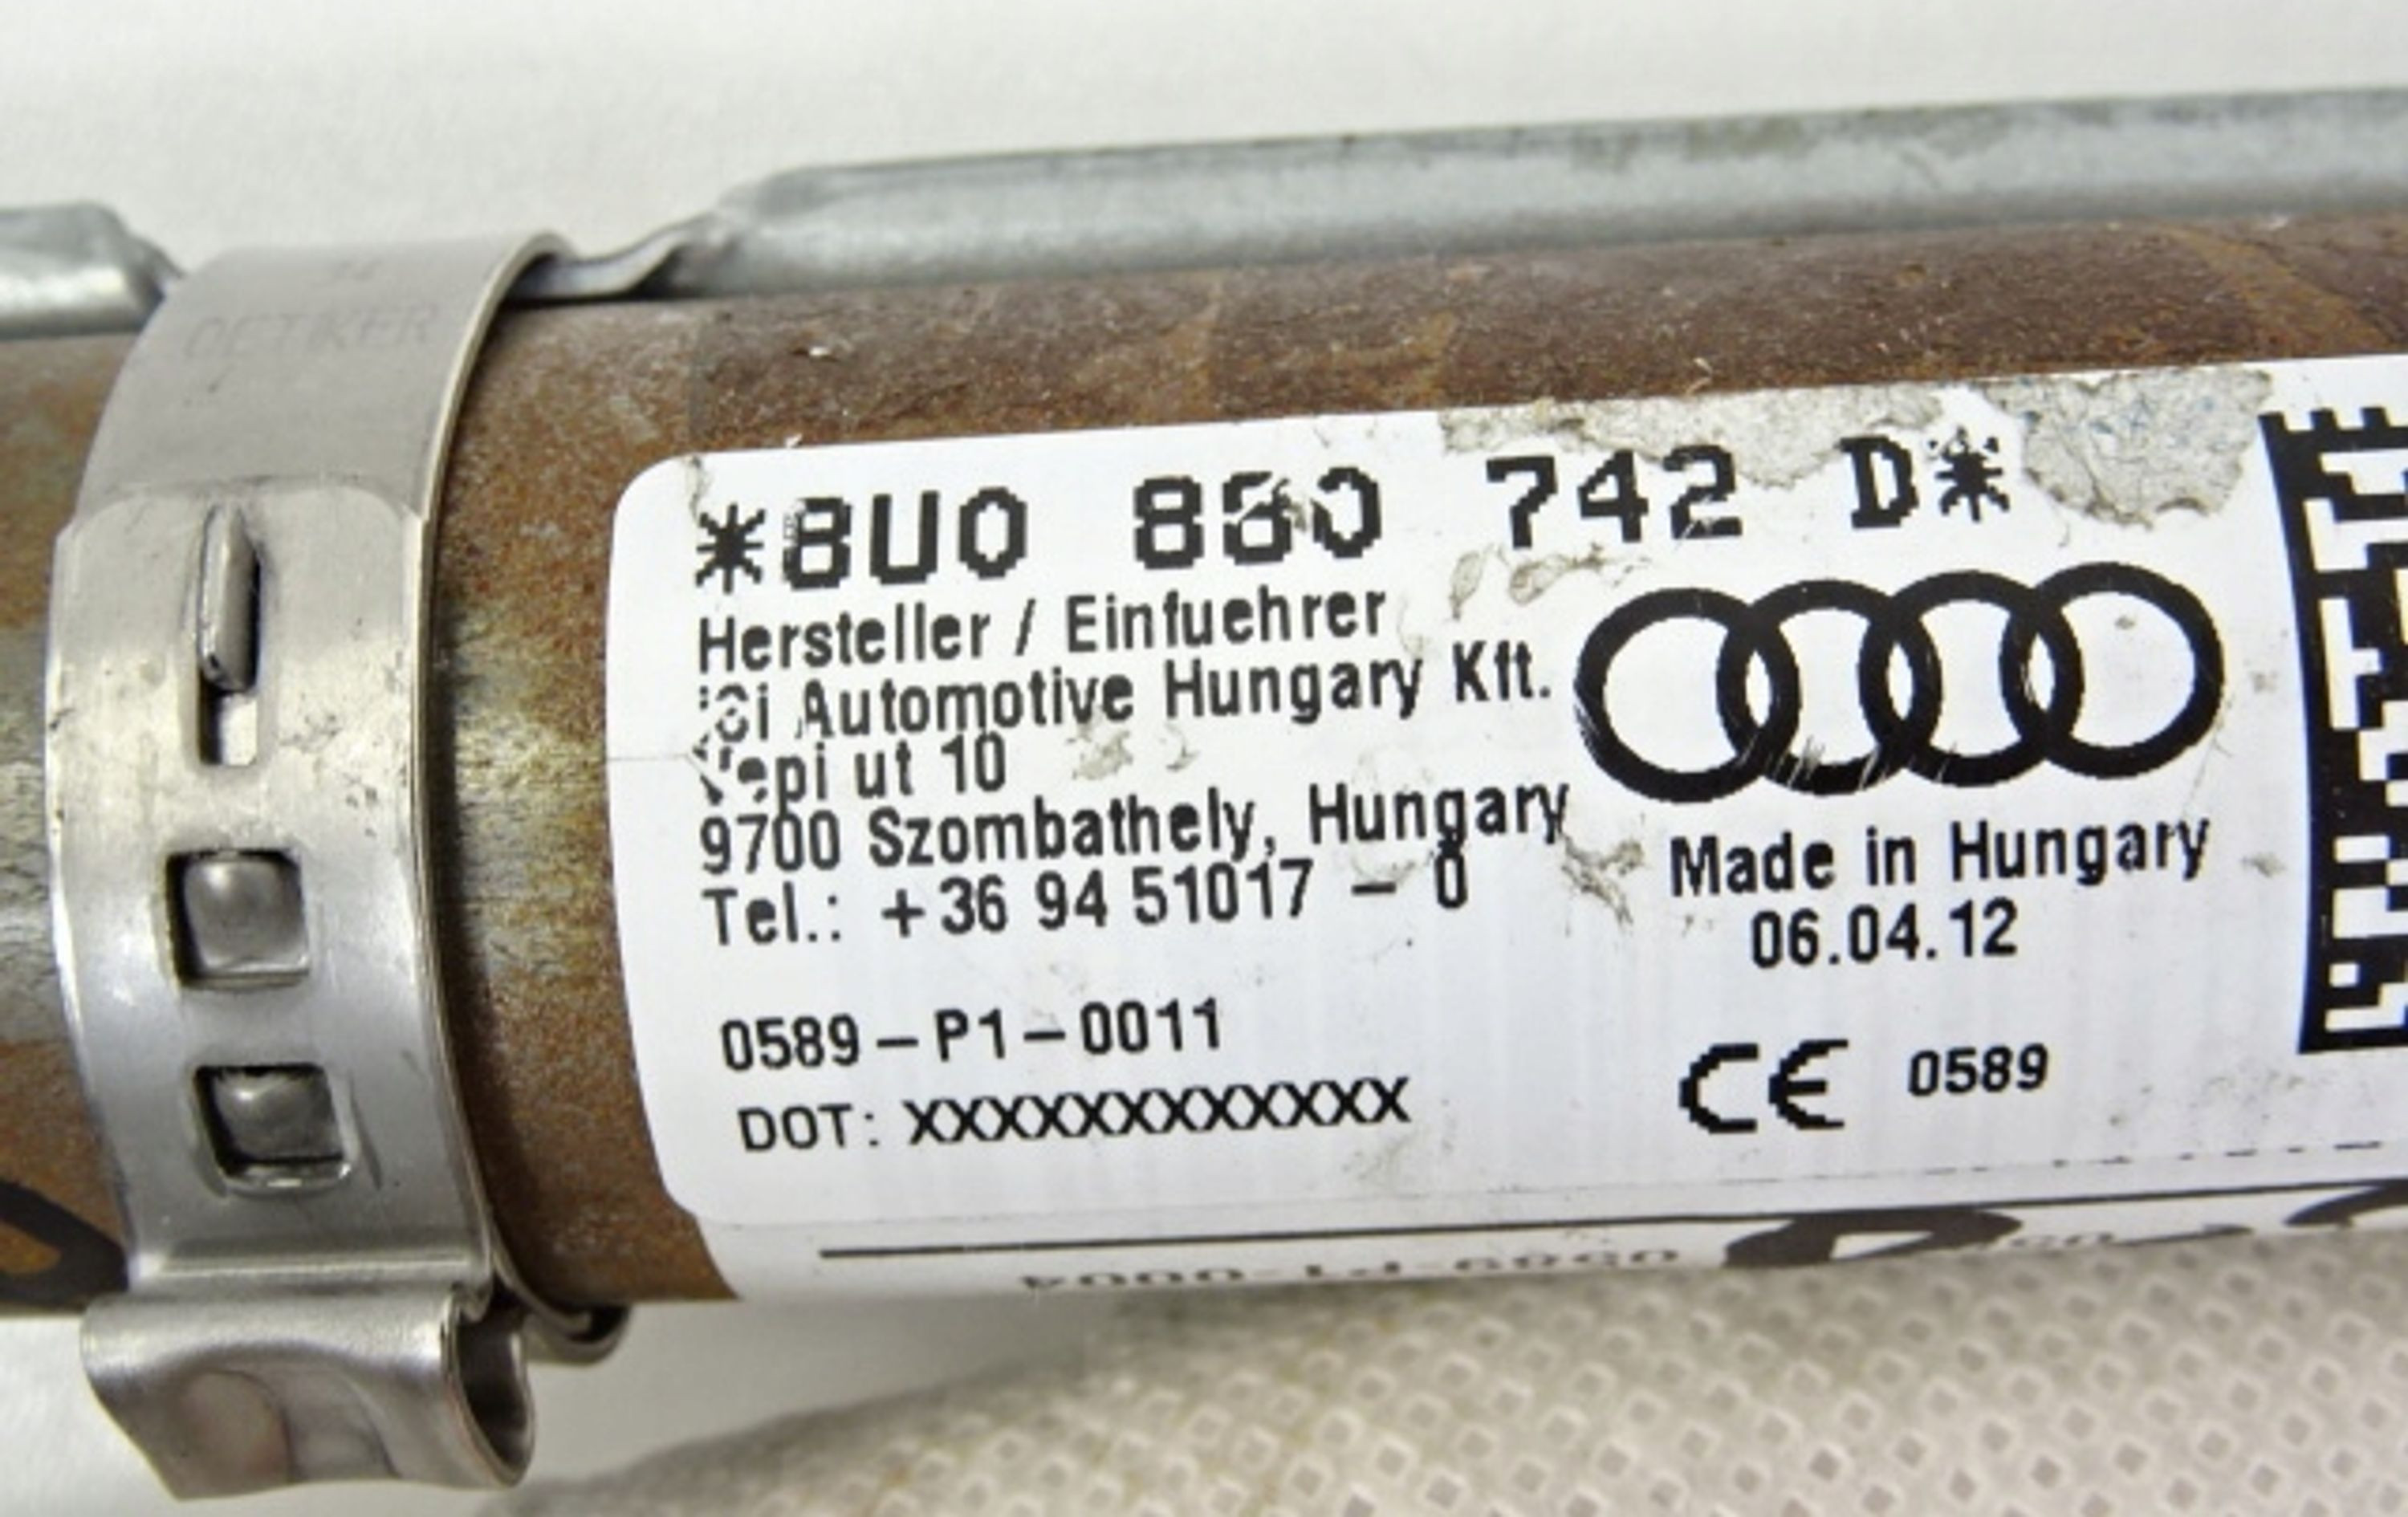 OETIKER
*8U0 880 742 D*
Hersteller / Einfuehrer
Automotive Hungary Kft.
ut 10
9700 Szombathely, Hungary
Tel.: +36 94 51017 - 0
Made in Hungary
06.04.12
0589-P1-0011
DOT: XXXXXXXXXXXXX
CE 0589